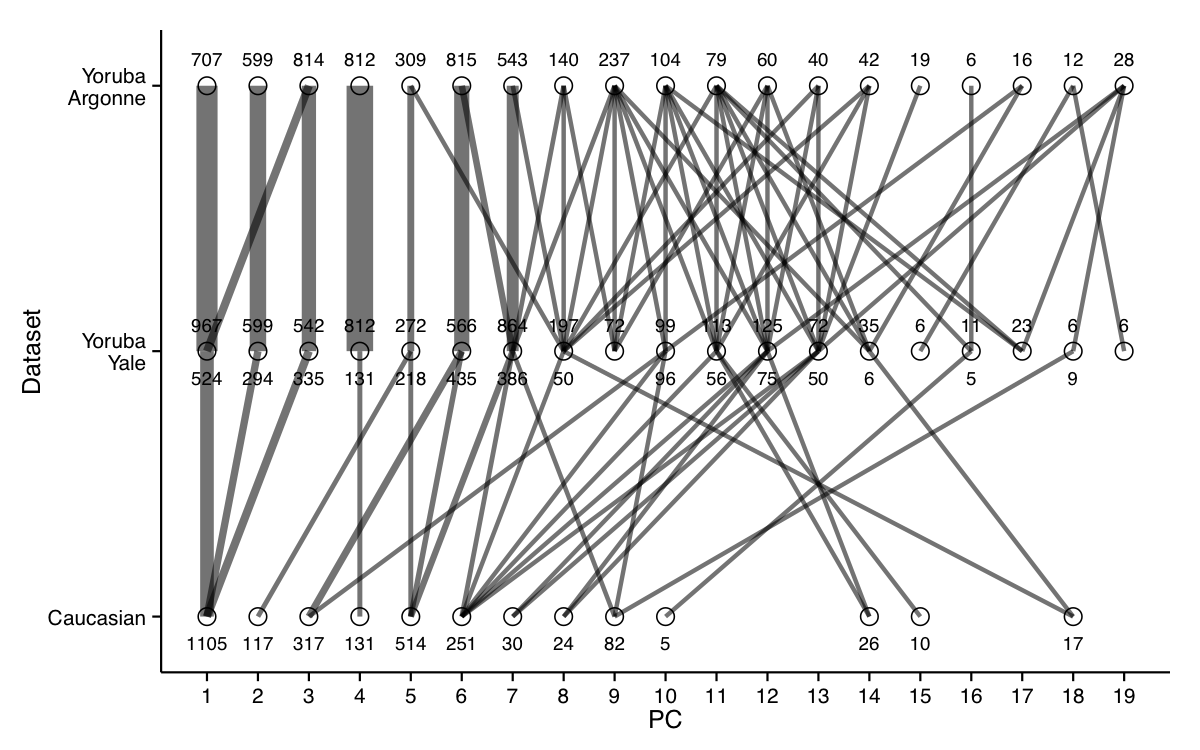 707 599 814 812 309 815 543 140 237 104 79 60 40 42 19 6 16 12 28
Yoruba
Argonne
967 599 542 812 272 566 864 197 72 99 113 125 72 35 6 11 23 6 6
Yoruba
Yale
524 294 335 131 218 435 386 50 96 56 75 50 6 5 9
Dataset
Caucasian
1105 117 317 131 514 251 30 24 82 5 26 10 17
1 2 3 4 5 6 7 8 9 10 11 12 13 14 15 16 17 18 19
PC